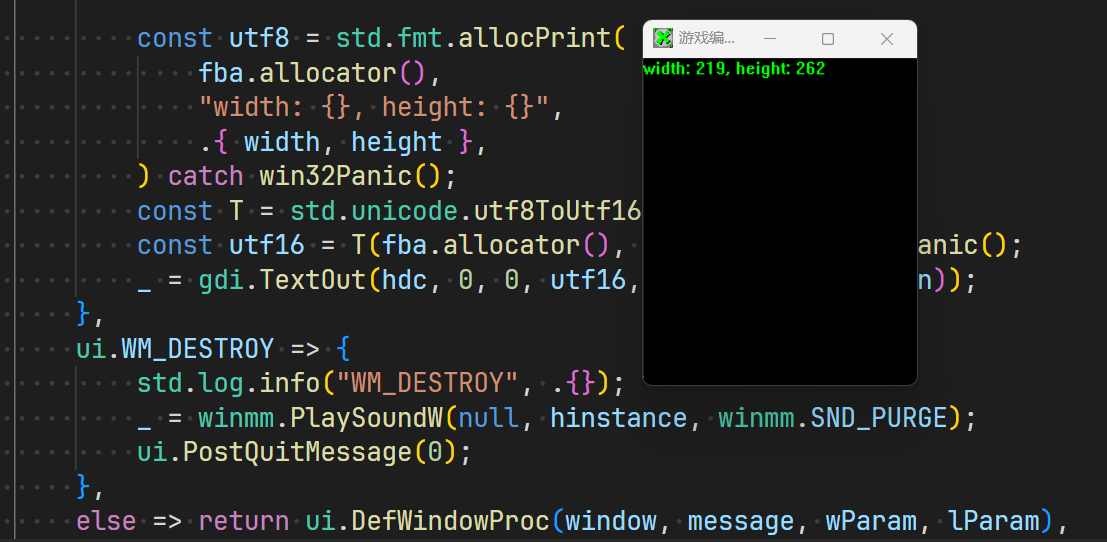 const utf8 = std.fmt.allocPrint(
fba.allocator(),
"width: {}, height: {}",
.{ width, height },
) catch win32Panic();
const T = std.unicode.utf8ToUtf16
const utf16 = T(fba.allocator(), anic();
_ = gdi.TextOut(hdc, 0, 0, utf16, n));
},
ui.WM_DESTROY => {
std.log.info("WM_DESTROY", .{});
_ = winmm.PlaySoundW(null, hinstance, winmm.SND_PURGE);
ui.PostQuitMessage(0);
},
else => return ui.DefWindowProc(window, message, wParam, lParam),
游戏编...
width: 219, height: 262